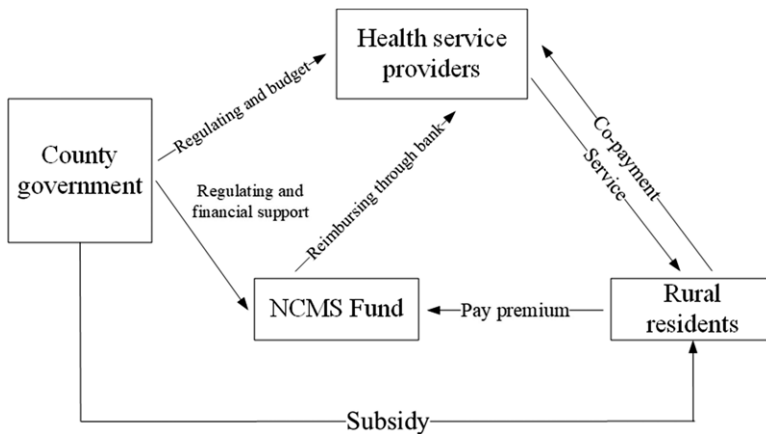 Health service
providers
Regulating and budget
County
government
Regulating and
financial support
Reimbursing through bank
Co-payment
Service
NCMS Fund
Pay premium
Rural
residents
Subsidy